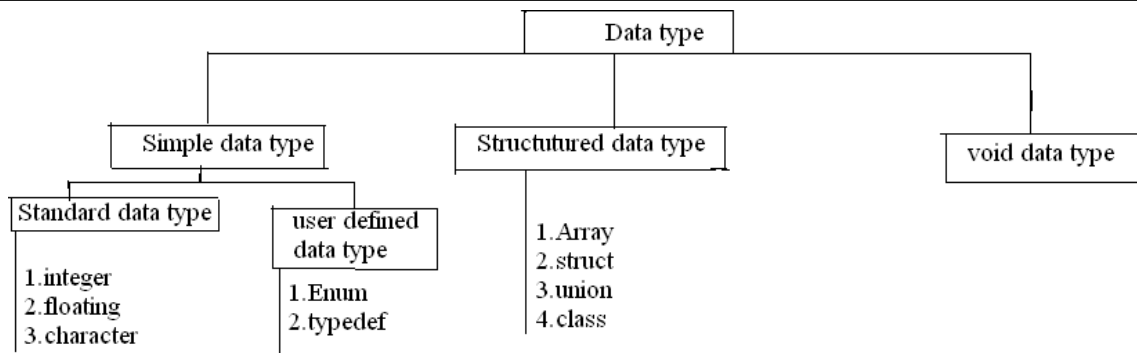 Data type
Simple data type
Structutured data type
void data type
Standard data type
user defined
data type
1.integer
2.floating
3.character
1.Enum
2.typedef
1.Array
2.struct
3.union
4.class